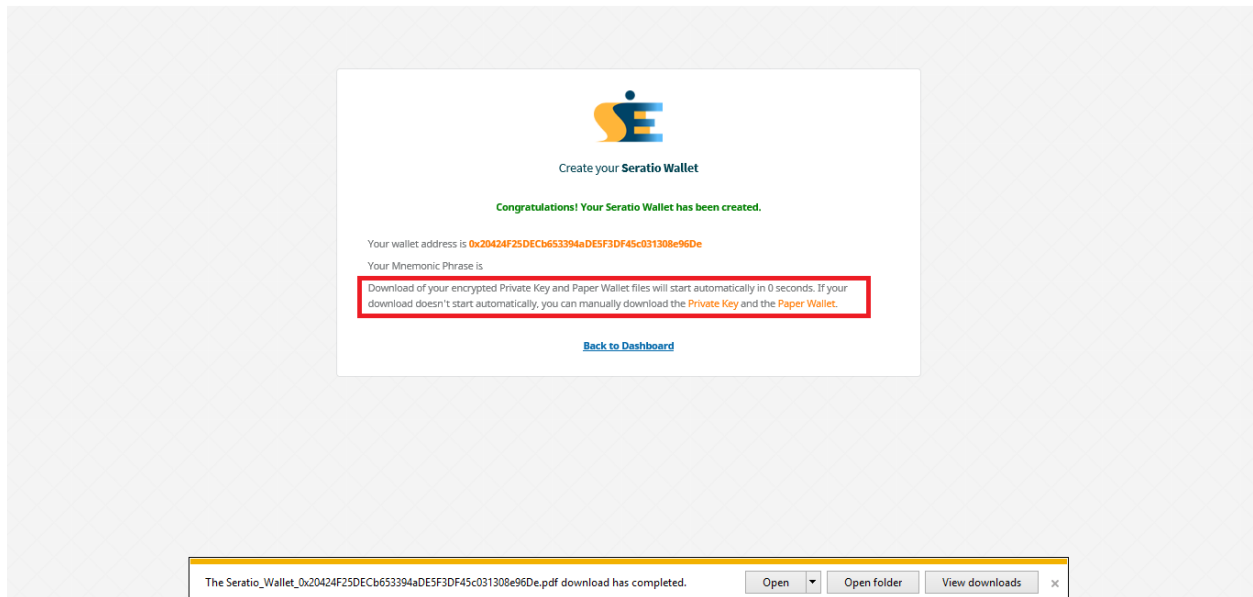 SE
Create your Seratio Wallet
Congratulations! Your Seratio Wallet has been created.
Your wallet address is 0x20424F25DECb653394aDE5F3DF45c031308e96De
Your Mnemonic Phrase is
Download of your encrypted Private Key and Paper Wallet files will start automatically in 0 seconds. If your
download doesn't start automatically, you can manually download the Private Key and the Paper Wallet.
Back to Dashboard
The Seratio_Wallet_0x20424F25DECb653394aDE5F3DF45c031308e96De.pdf download has completed. Open Open folder View downloads